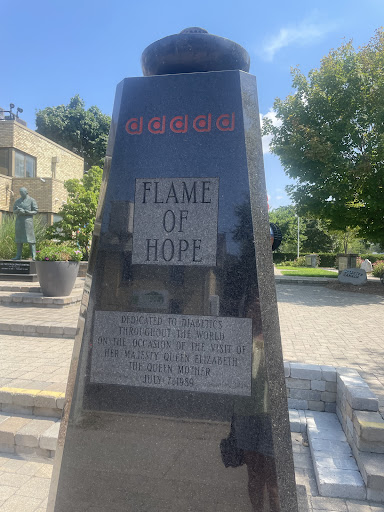 ddddd
FLAME
OF
HOPE
DEDICATED TO DIABETICS
THROUGHOUT THE WORLD
ON THE OCCASION OF THE VISIT OF
HER MAJESTY QUEEN ELIZABETH
THE QUEEN MOTHER
JULY 7, 1989